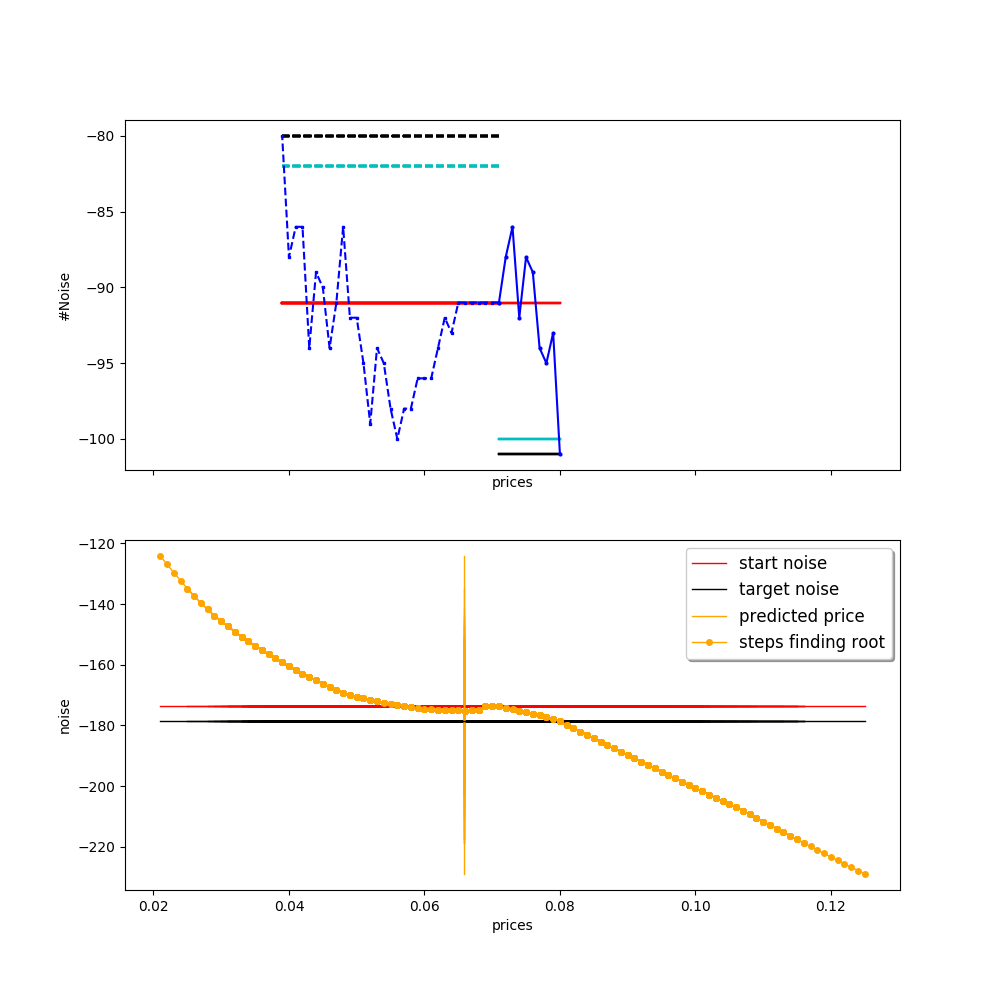 −80
−85
−90
−95
−100
#Noise
prices
−120
−140
−160
−180
−200
−220
noise
start noise
target noise
predicted price
steps finding root
0.02 0.04 0.06 0.08 0.10 0.12
prices